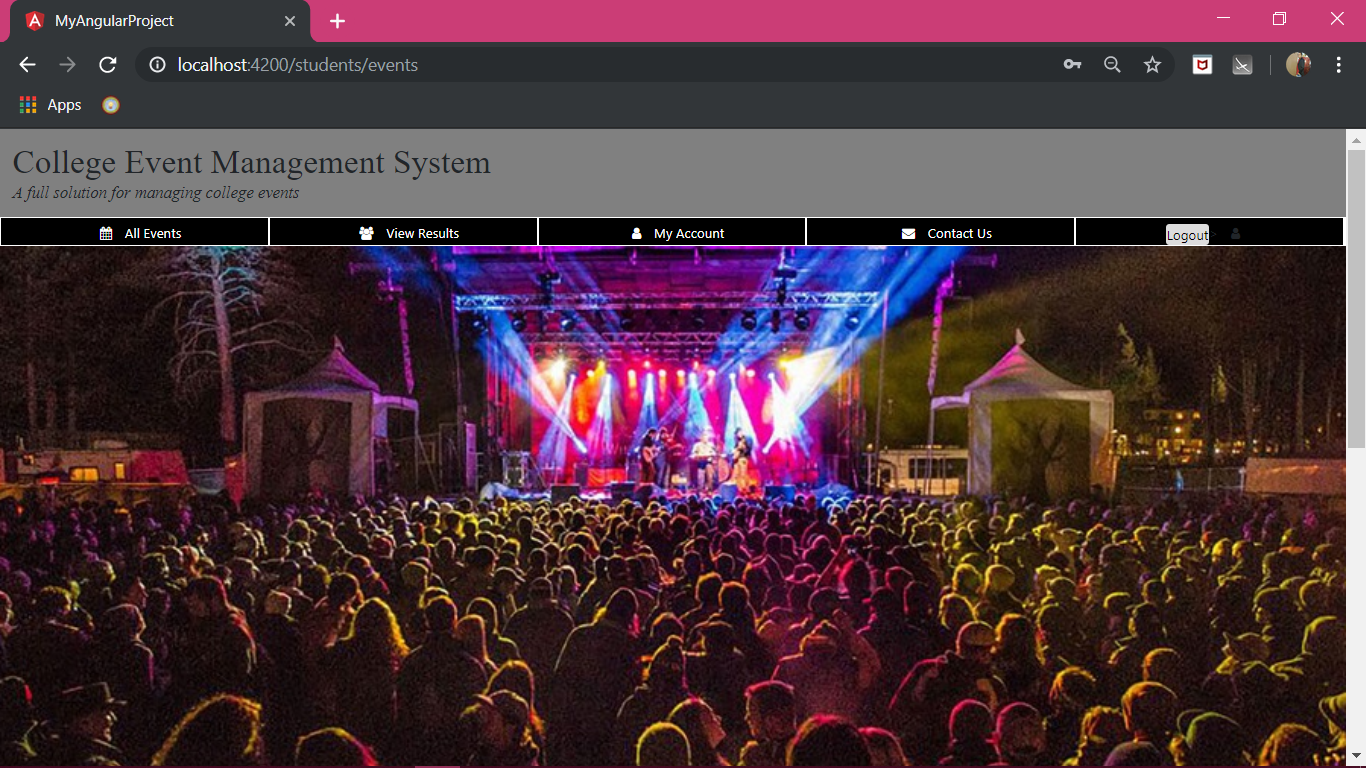 MyAngularProject
localhost:4200/students/events
Apps
College Event Management System
A full solution for managing college events
All Events View Results My Account Contact Us Logout